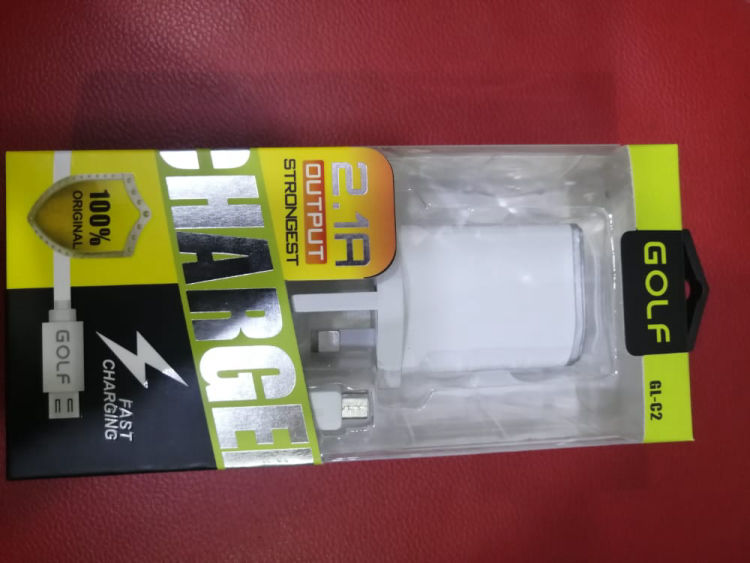 GOLF
GL-C2
2.1A
OUTPUT
STRONGEST
CHARGE
100%
ORIGINAL
GOLF
FAST
CHARGING